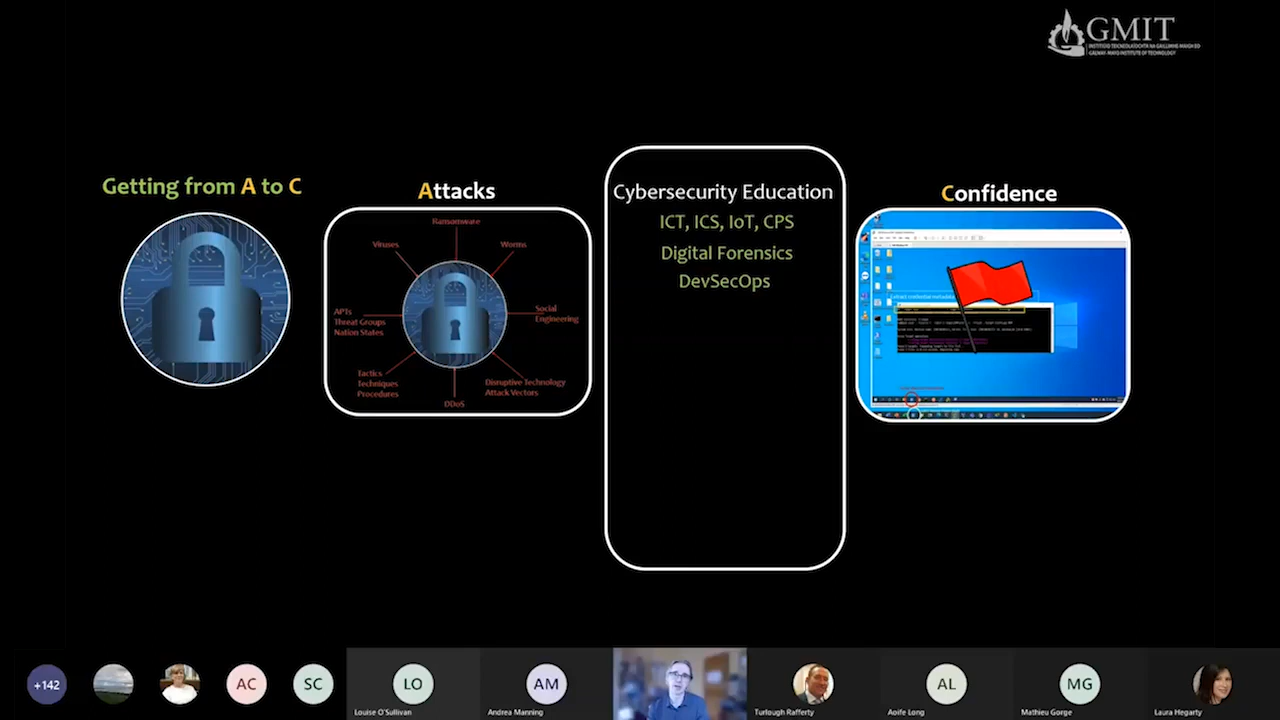 GMIT
INSTITIÚID TEICNEOLAÍOCHTA NA GAILLIMHE-MAIGH EO
GALWAY-MAYO INSTITUTE OF TECHNOLOGY
Getting from A to C
Attacks
Ransomware
Viruses
Worms
APTs
Threat Groups
Nation States
Social
Engineering
Tactics
Techniques
Procedures
Disruptive Technology
Attack Vectors
DDoS
Cybersecurity Education
ICT, ICS, IoT, CPS
Digital Forensics
DevSecOps
Confidence
+142
AC
SC
LO
Louise O'Sullivan
AM
Andrea Manning
Turlough Rafferty
AL
Aoife Long
MG
Mathieu Gorge
Laura Hegarty